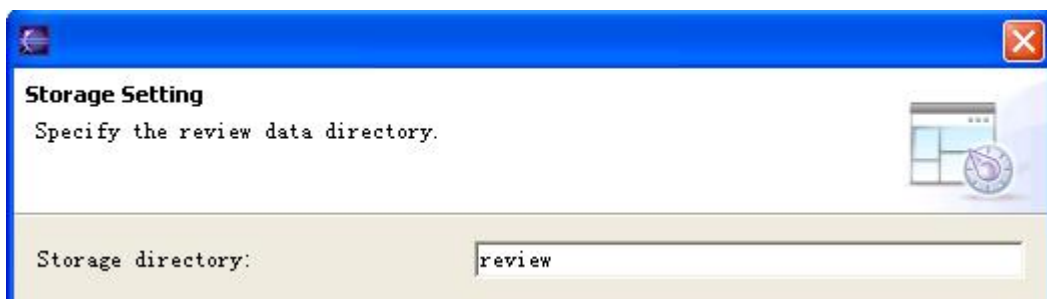 Storage Setting
Specify the review data directory.
Storage directory: review